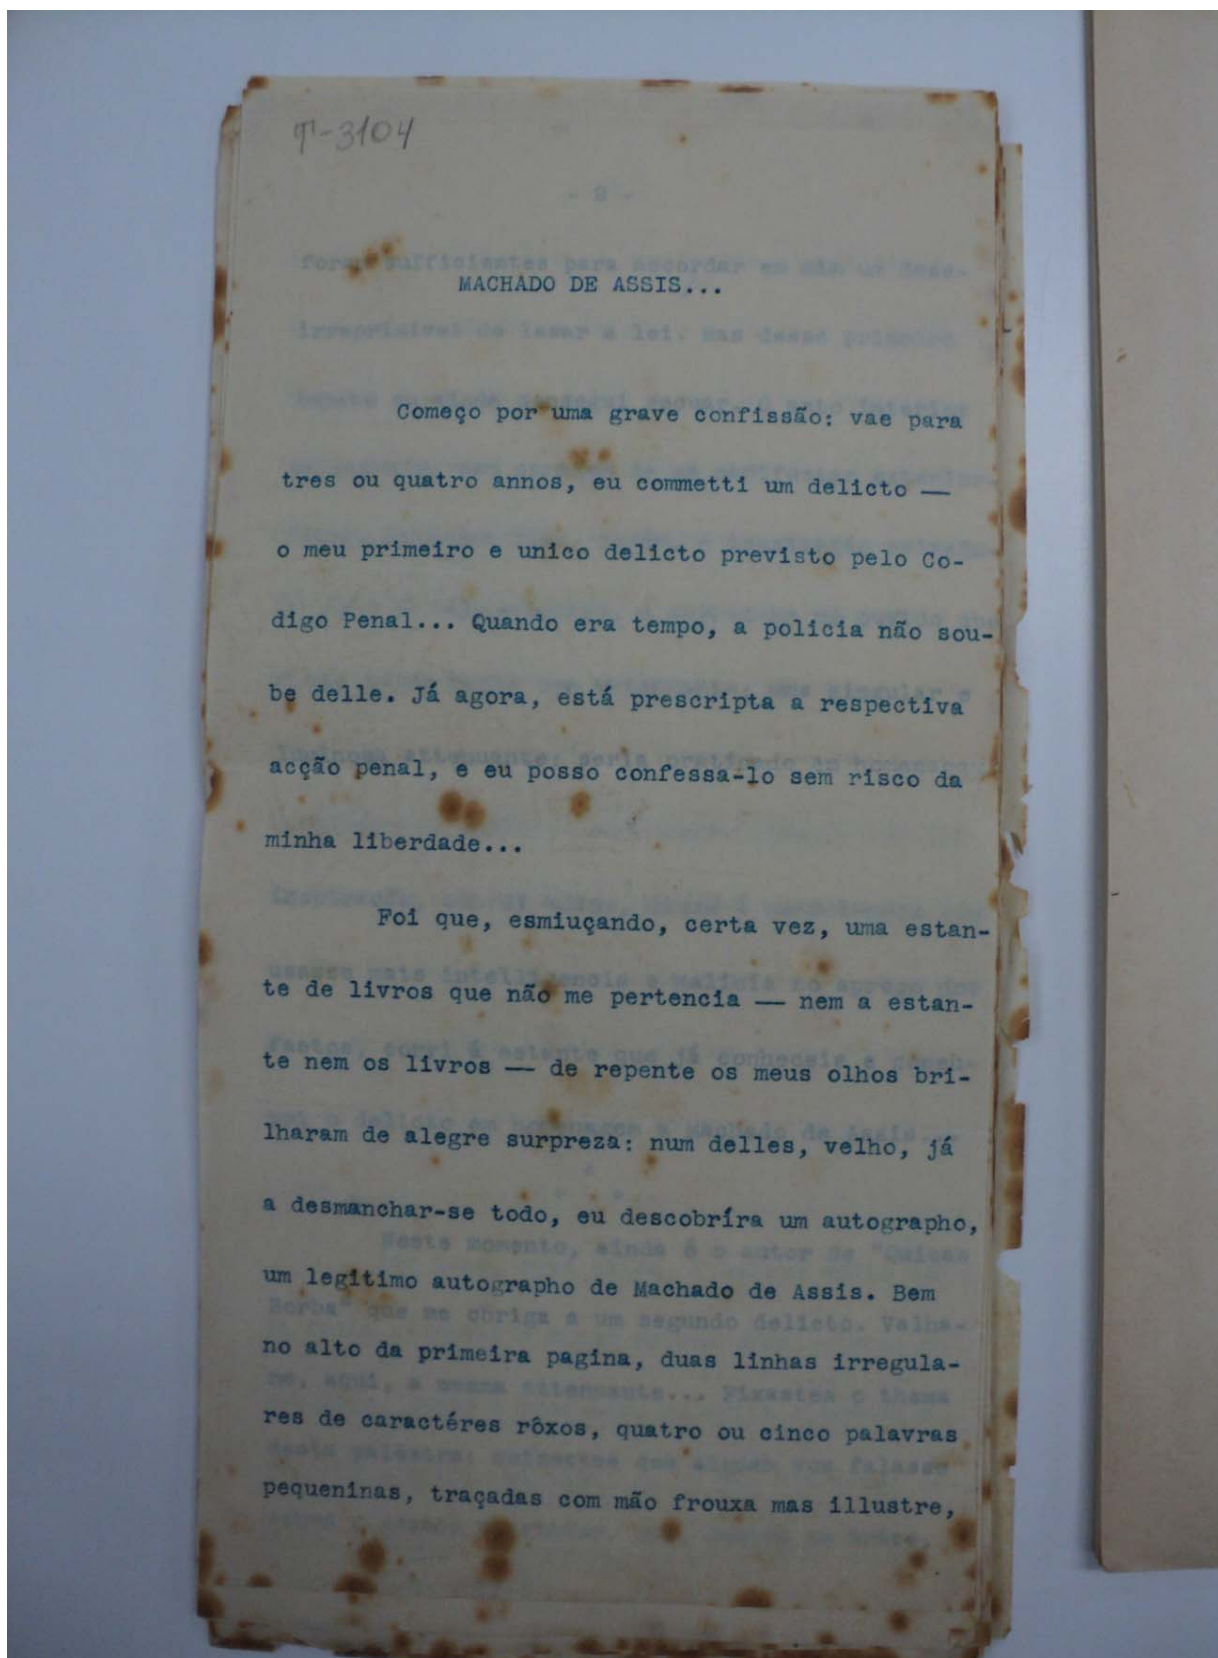 T-3104
MACHADO DE ASSIS...
Começo por uma grave confissão: vae para
tres ou quatro annos, eu commetti um delicto —
o meu primeiro e unico delicto previsto pelo Co-
digo Penal... Quando era tempo, a policia não sou-
be delle. Já agora, está prescripta a respectiva
acção penal, e eu posso confessa-lo sem risco da
minha liberdade...
Foi que, esmiuçando, certa vez, uma estan-
te de livros que não me pertencia — nem a estan-
te nem os livros — de repente os meus olhos bri-
lharam de alegre surpreza: num delles, velho, já
a desmanchar-se todo, eu descobríra um autographo,
um legitimo autographo de Machado de Assis. Bem
no alto da primeira pagina, duas linhas irregula-
res de caractéres rôxos, quatro ou cinco palavras
pequeninas, traçadas com mão frouxa mas illustre,